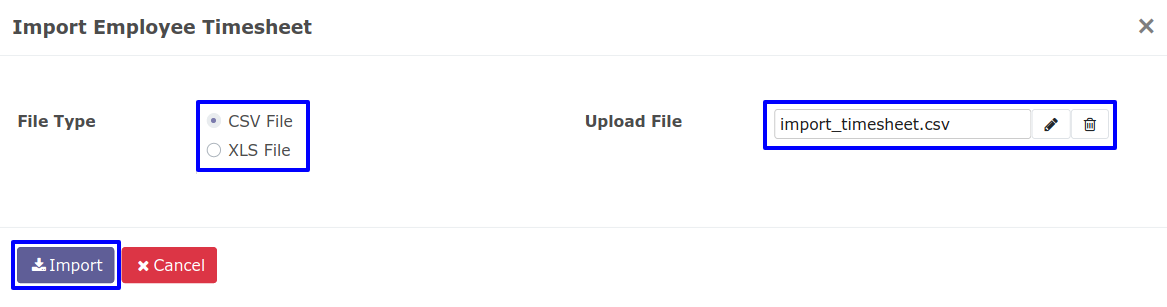 Import Employee Timesheet
File Type
CSV File
XLS File
Upload File
import_timesheet.csv
Import
Cancel